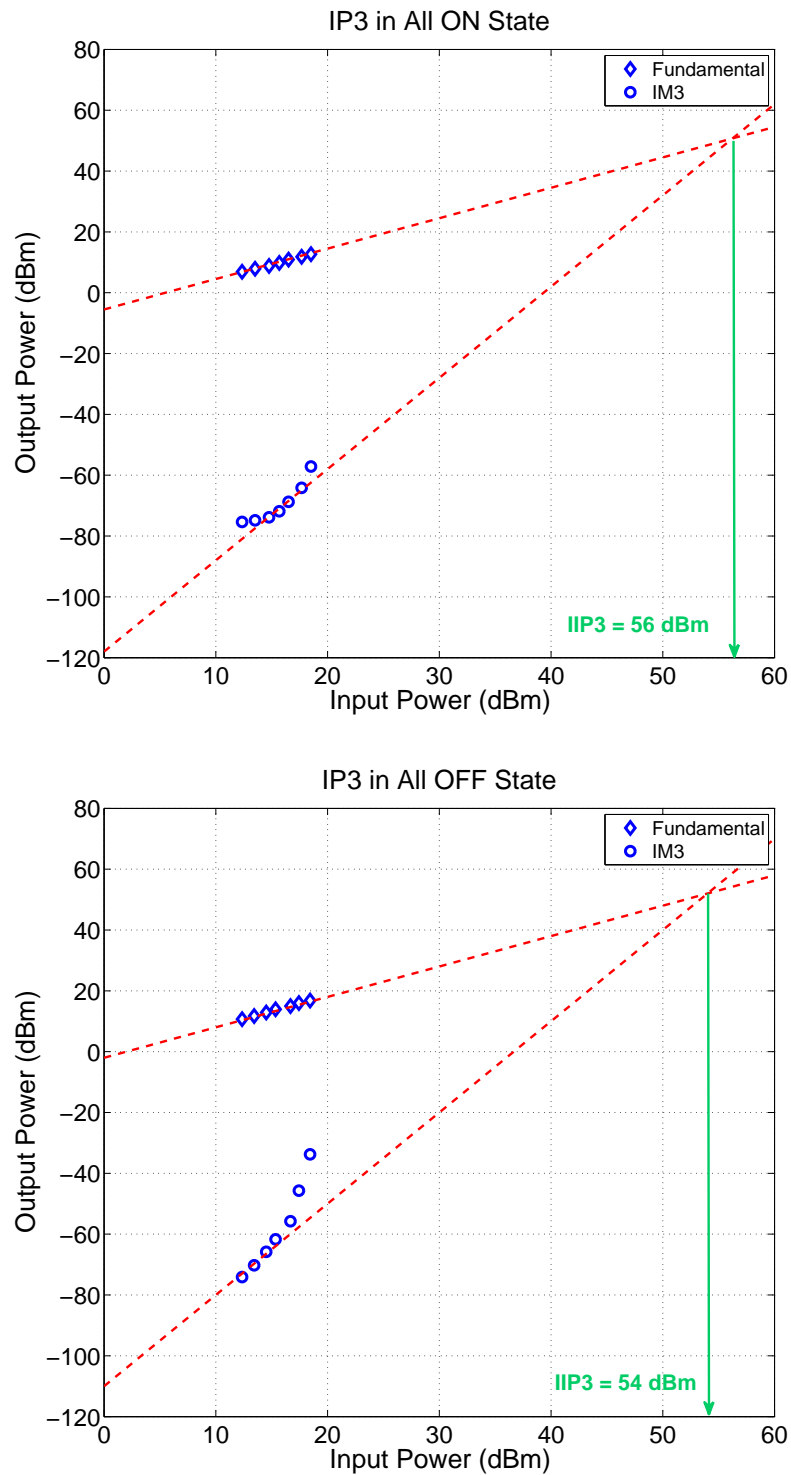 IP3 in All ON State
80
60
40
20
0
−20
−40
−60
−80
−100
−120
Output Power (dBm)
Fundamental
IM3
IIP3 = 56 dBm
0 10 20 30 40 50 60
Input Power (dBm)
IP3 in All OFF State
80
60
40
20
0
−20
−40
−60
−80
−100
−120
Output Power (dBm)
Fundamental
IM3
IIP3 = 54 dBm
0 10 20 30 40 50 60
Input Power (dBm)